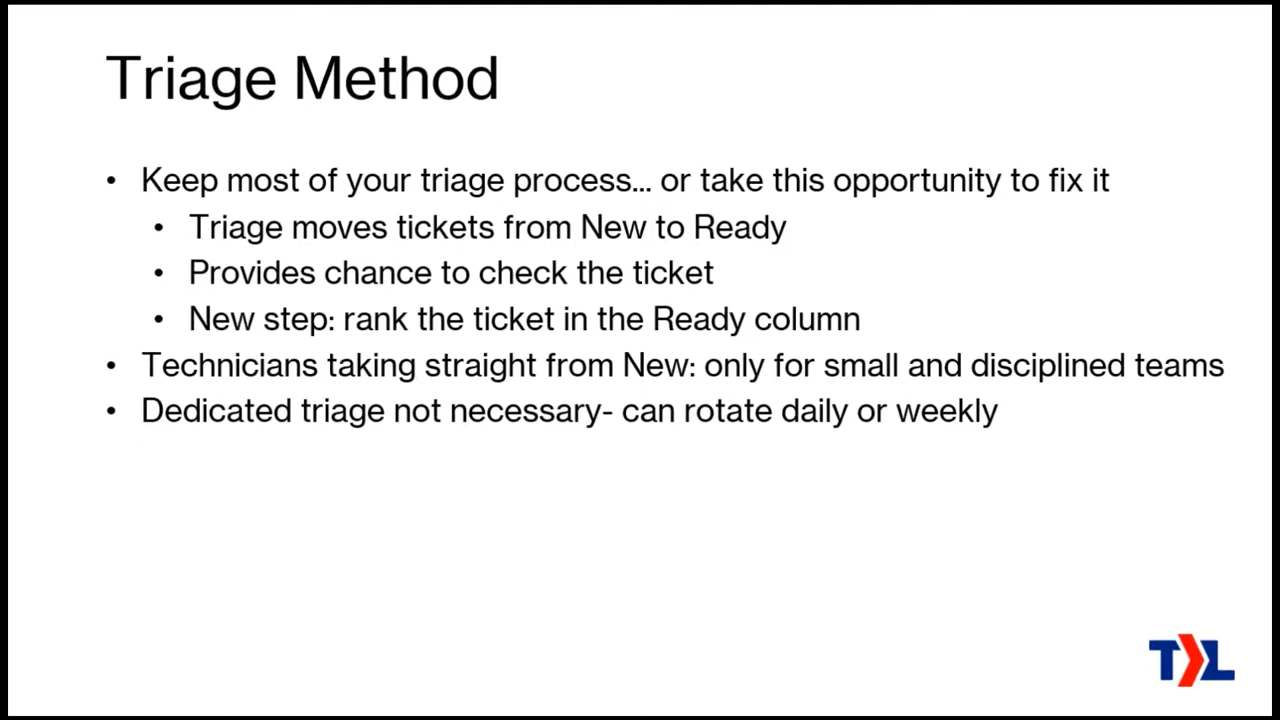 Triage Method
• Keep most of your triage process... or take this opportunity to fix it
• Triage moves tickets from New to Ready
• Provides chance to check the ticket
• New step: rank the ticket in the Ready column
• Technicians taking straight from New: only for small and disciplined teams
• Dedicated triage not necessary- can rotate daily or weekly
TL